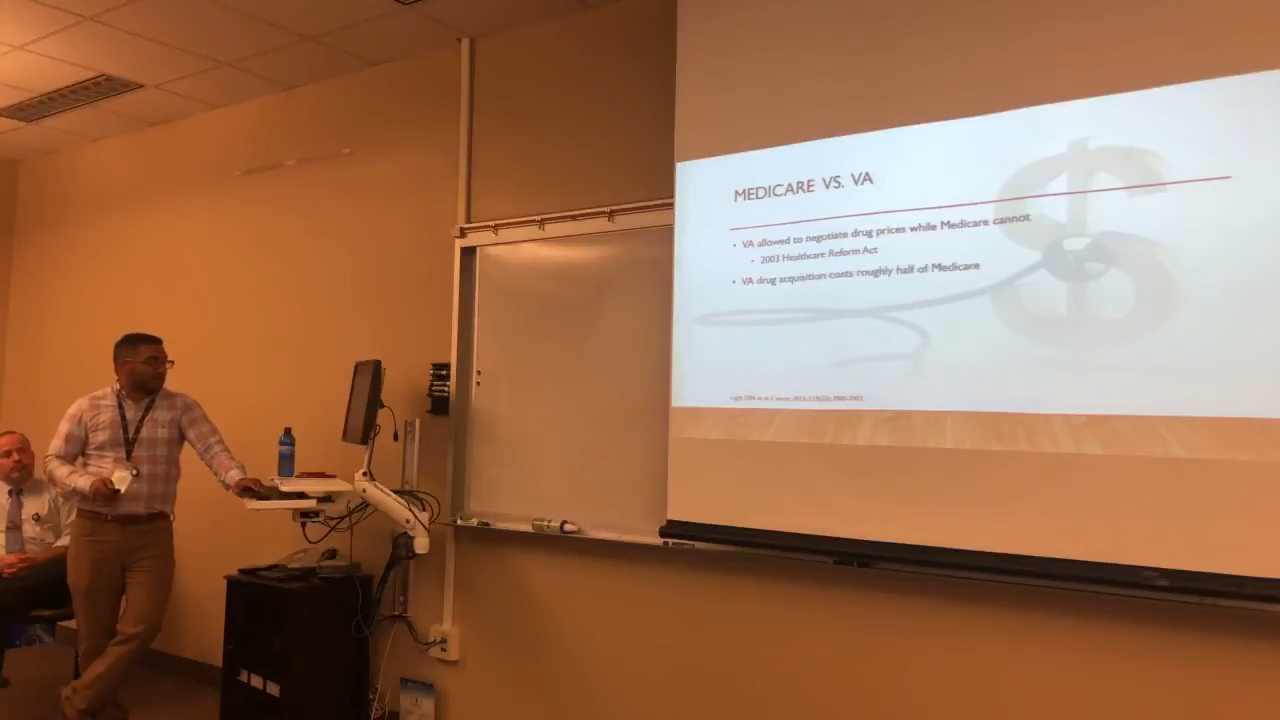 MEDICARE VS. VA
• VA allowed to negotiate drug prices while Medicare cannot
• 2003 Healthcare Reform Act
• VA drug acquisition costs roughly half of Medicare